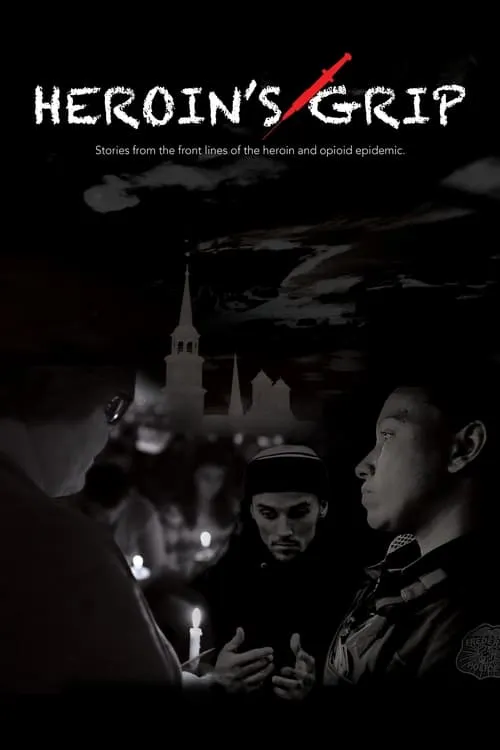 HEROIN'S GRIP
Stories from the front lines of the heroin and opioid epidemic.